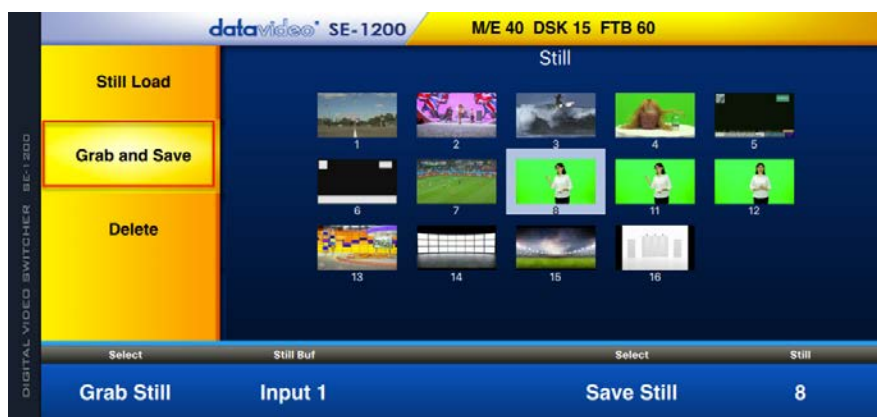 datavideo® SE-1200
M/E 40 DSK 15 FTB 60
DIGITAL VIDEO SWITCHER SE-1200
Still Load
Grab and Save
Delete
Still
1 2 3 4 5
6 7 8 11 12
13 14 15 16
Select Still Buf Select Still
Grab Still Input 1 Save Still 8